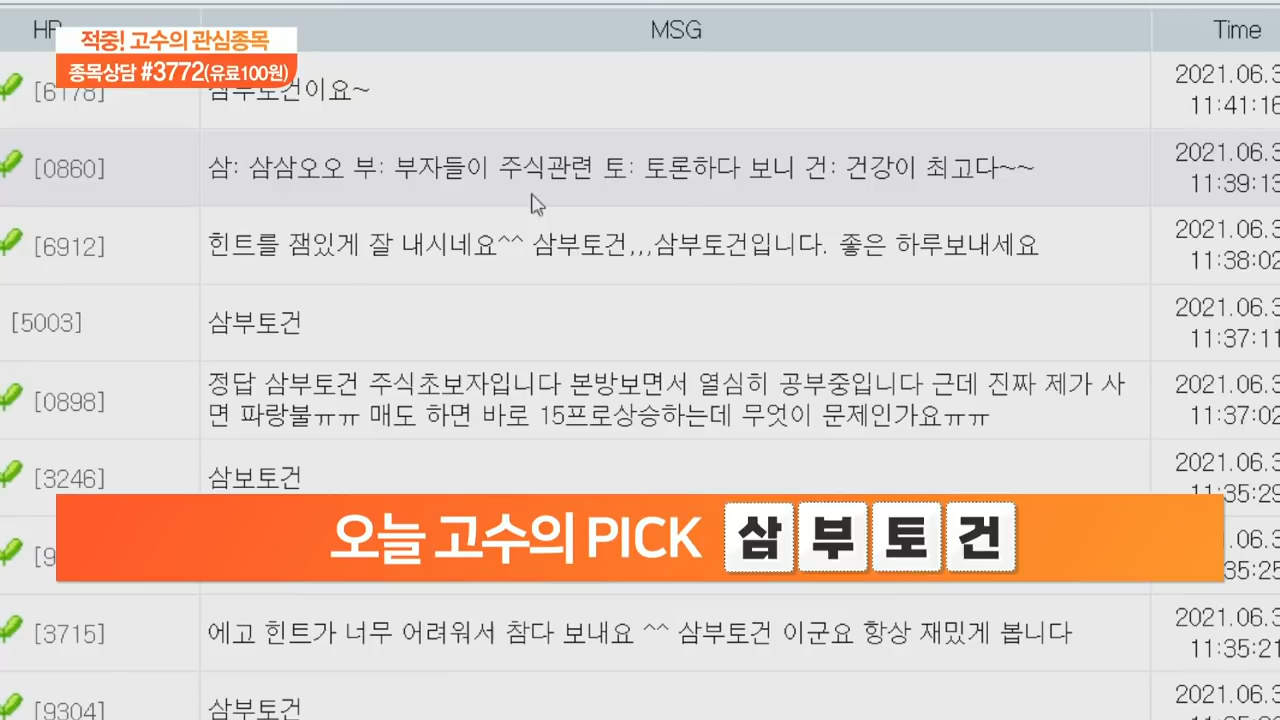 HP MSG Time
적중! 고수의 관심종목
종목상담 #3772(유료100원)
[6178] 삼부토건이요~ 2021.06.3
11:41:16
[0860] 삼: 삼삼오오 부: 부자들이 주식관련 토: 토론하다 보니 건: 건강이 최고다~~ 2021.06.3
11:39:13
[6912] 힌트를 잼있게 잘 내시네요^^ 삼부토건,,,삼부토건입니다. 좋은 하루보내세요 2021.06.3
11:38:02
[5003] 삼부토건 2021.06.3
11:37:11
[0898] 정답 삼부토건 주식초보자입니다 본방보면서 열심히 공부중입니다 근데 진짜 제가 사 2021.06.3
면 파랑불ㅠㅠ 매도 하면 바로 15프로상승하는데 무엇이 문제인가요ㅠㅠ 11:37:02
[3246] 삼보토건 2021.06.3
11:35:29
오늘 고수의 PICK 삼부토건
[3715] 에고 힌트가 너무 어려워서 참다 보내요 ^^ 삼부토건 이군요 항상 재밌게 봅니다 2021.06.3
11:35:21
[9304] 삼부토건 2021.06.3